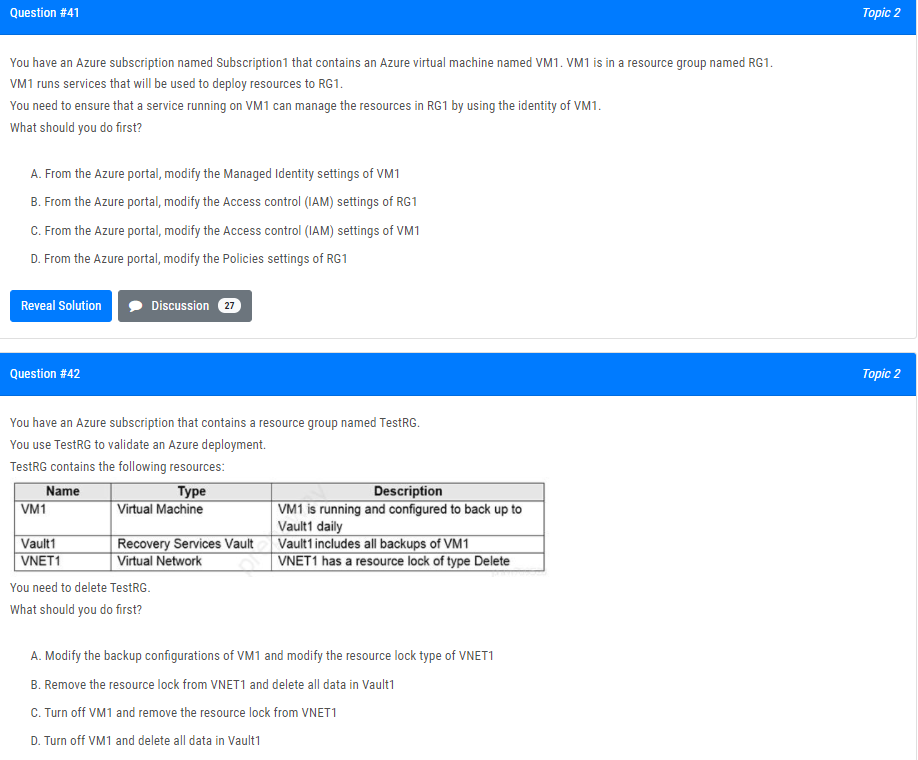 Question #41 Topic 2
You have an Azure subscription named Subscription1 that contains an Azure virtual machine named VM1. VM1 is in a resource group named RG1.
VM1 runs services that will be used to deploy resources to RG1.
You need to ensure that a service running on VM1 can manage the resources in RG1 by using the identity of VM1.
What should you do first?
A. From the Azure portal, modify the Managed Identity settings of VM1
B. From the Azure portal, modify the Access control (IAM) settings of RG1
C. From the Azure portal, modify the Access control (IAM) settings of VM1
D. From the Azure portal, modify the Policies settings of RG1
Reveal Solution Discussion 27
Question #42 Topic 2
You have an Azure subscription that contains a resource group named TestRG.
You use TestRG to validate an Azure deployment.
TestRG contains the following resources:
Name Type Description
VM1 Virtual Machine VM1 is running and configured to back up to
Vault1 daily
Vault1 Recovery Services Vault Vault1 includes all backups of VM1
VNET1 Virtual Network VNET1 has a resource lock of type Delete
You need to delete TestRG.
What should you do first?
A. Modify the backup configurations of VM1 and modify the resource lock type of VNET1
B. Remove the resource lock from VNET1 and delete all data in Vault1
C. Turn off VM1 and remove the resource lock from VNET1
D. Turn off VM1 and delete all data in Vault1